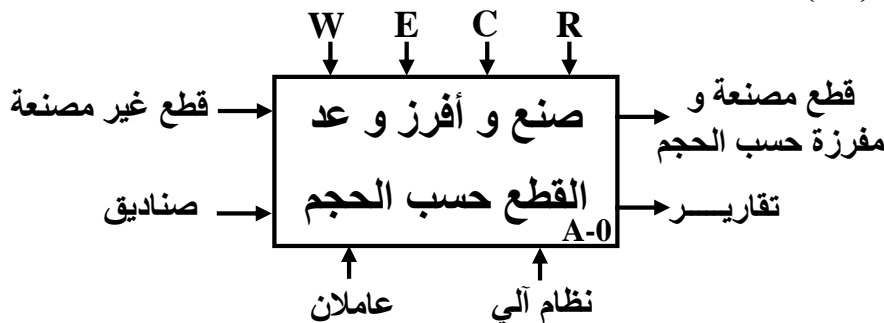 W E C R
قطع غير مصنعة
صنع و أفرز و عد
قطع مصنعة و
مفرزة حسب الحجم
صناديق
القطع حسب الحجم
تقاريـــــر
A-0
عاملان
نظام آلي